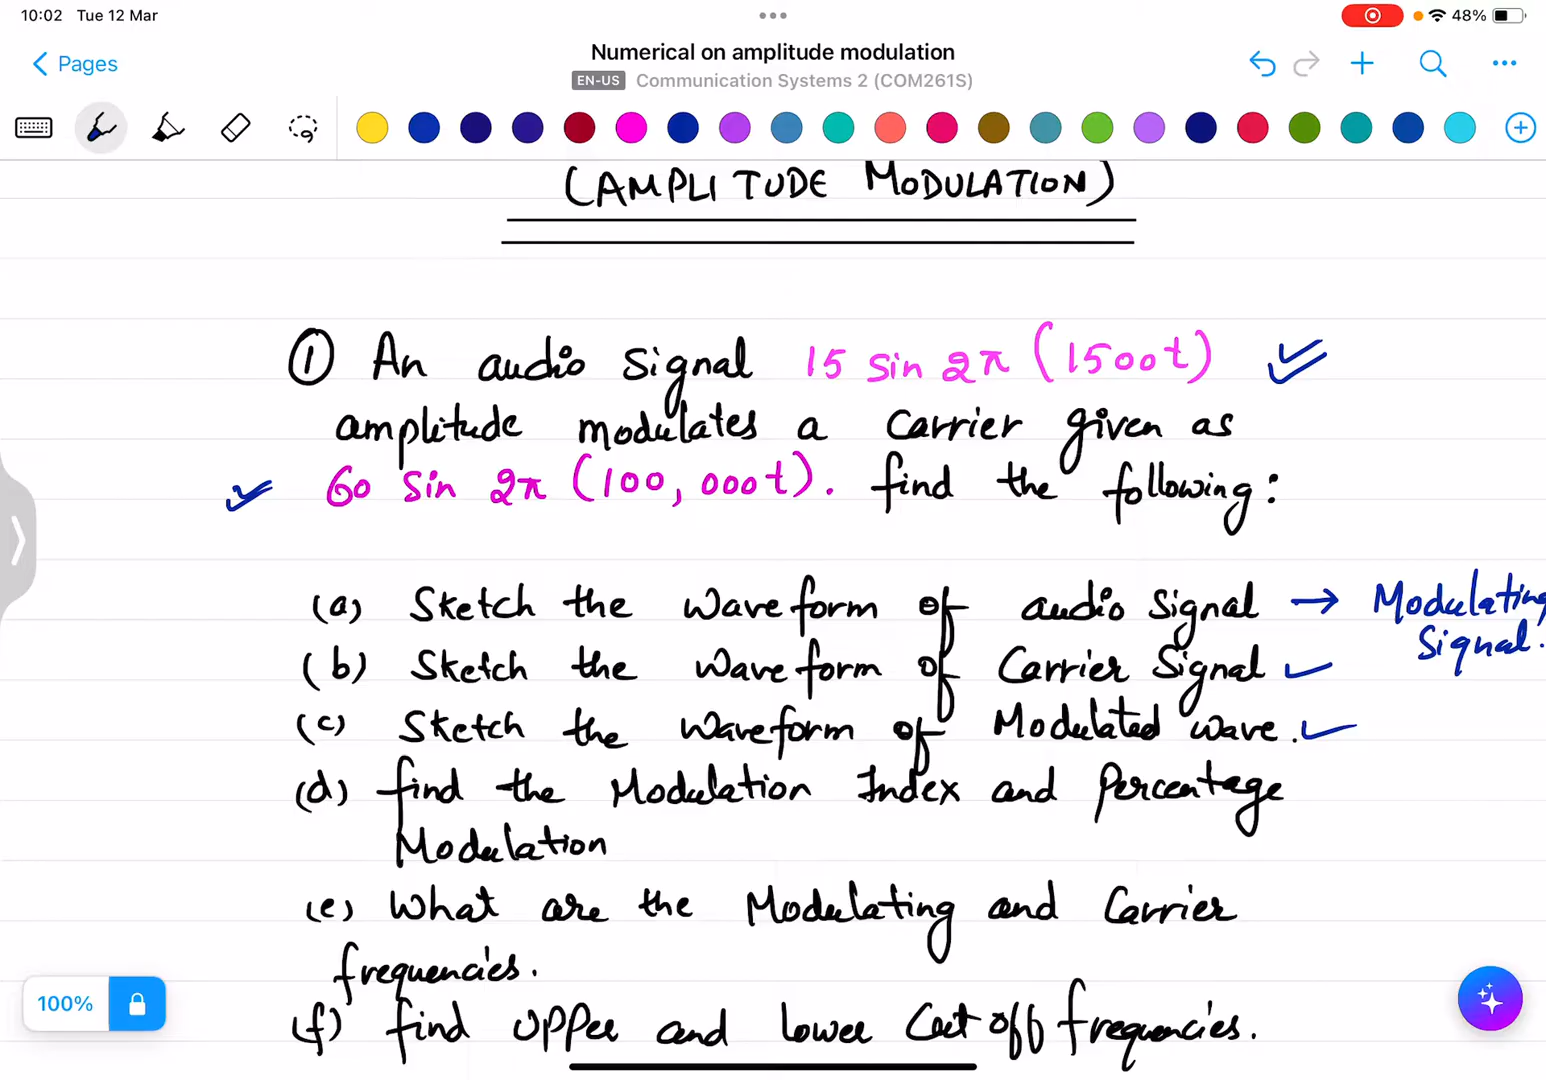 10:02 Tue 12 Mar
48%
Pages
Numerical on amplitude modulation
EN-US Communication Systems 2 (COM261S)
(AMPLITUDE MODULATION)
① An audio signal 15 sin 2π (1500t)
amplitude modulates a carrier given as
60 sin 2π (100,000t). find the following:
(a) Sketch the waveform of audio signal → Modulating
Signal.
(b) Sketch the waveform of Carrier Signal
(c) Sketch the waveform of Modulated wave.
(d) find the Modulation Index and Percentage
Modulation
(e) What are the Modulating and Carrier
frequencies.
(f) find upper and lower cut off frequencies.
100%